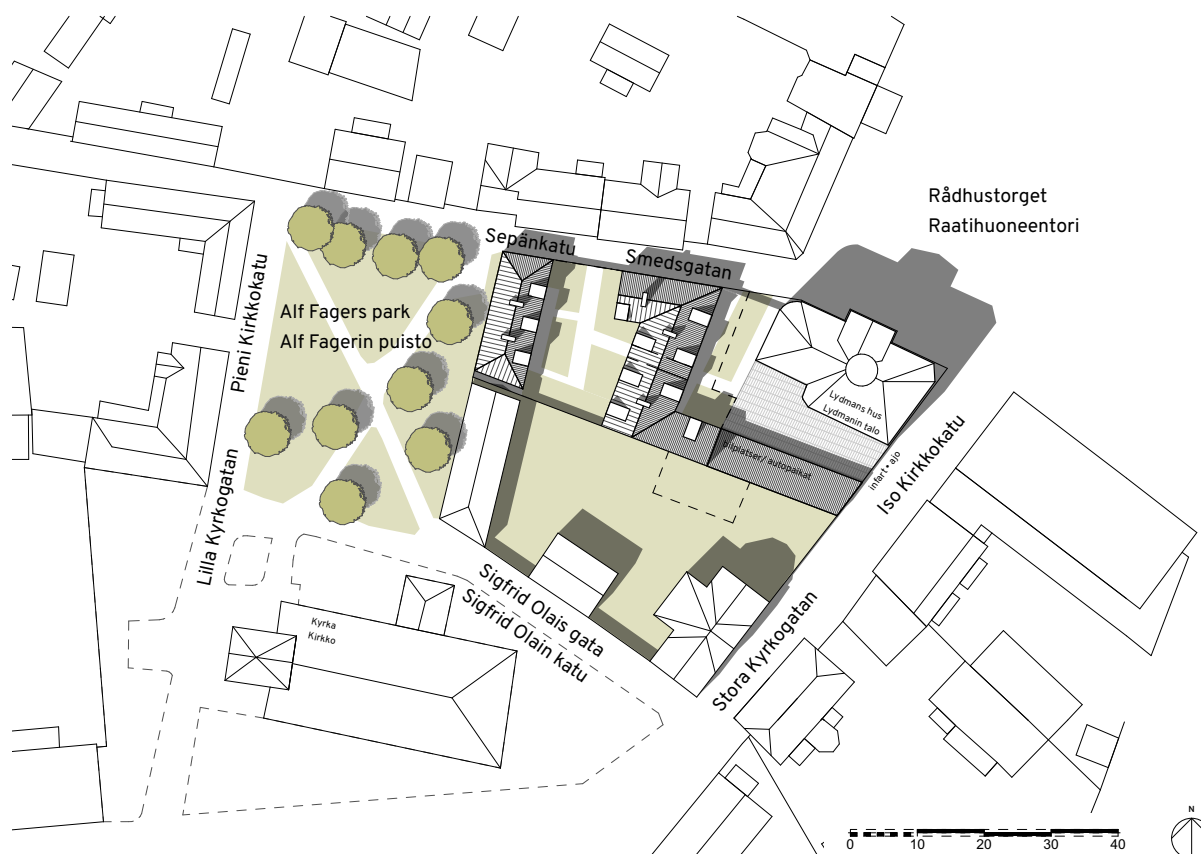 Rådhustorget
Raatihuoneentori
Sepänkatu
Smedsgatan
Alf Fagers park
Alf Fagerin puisto
Pieni Kirkkokatu
Lilla Kyrkogatan
Lydmans hus
Lydmanin talo
Bilplatser/ autopaikat
infart • ajo
Iso Kirkkokatu
Stora Kyrkogatan
Sigfrid Olais gata
Sigfrid Olain katu
Kyrka
Kirkko
N
0 10 20 30 40